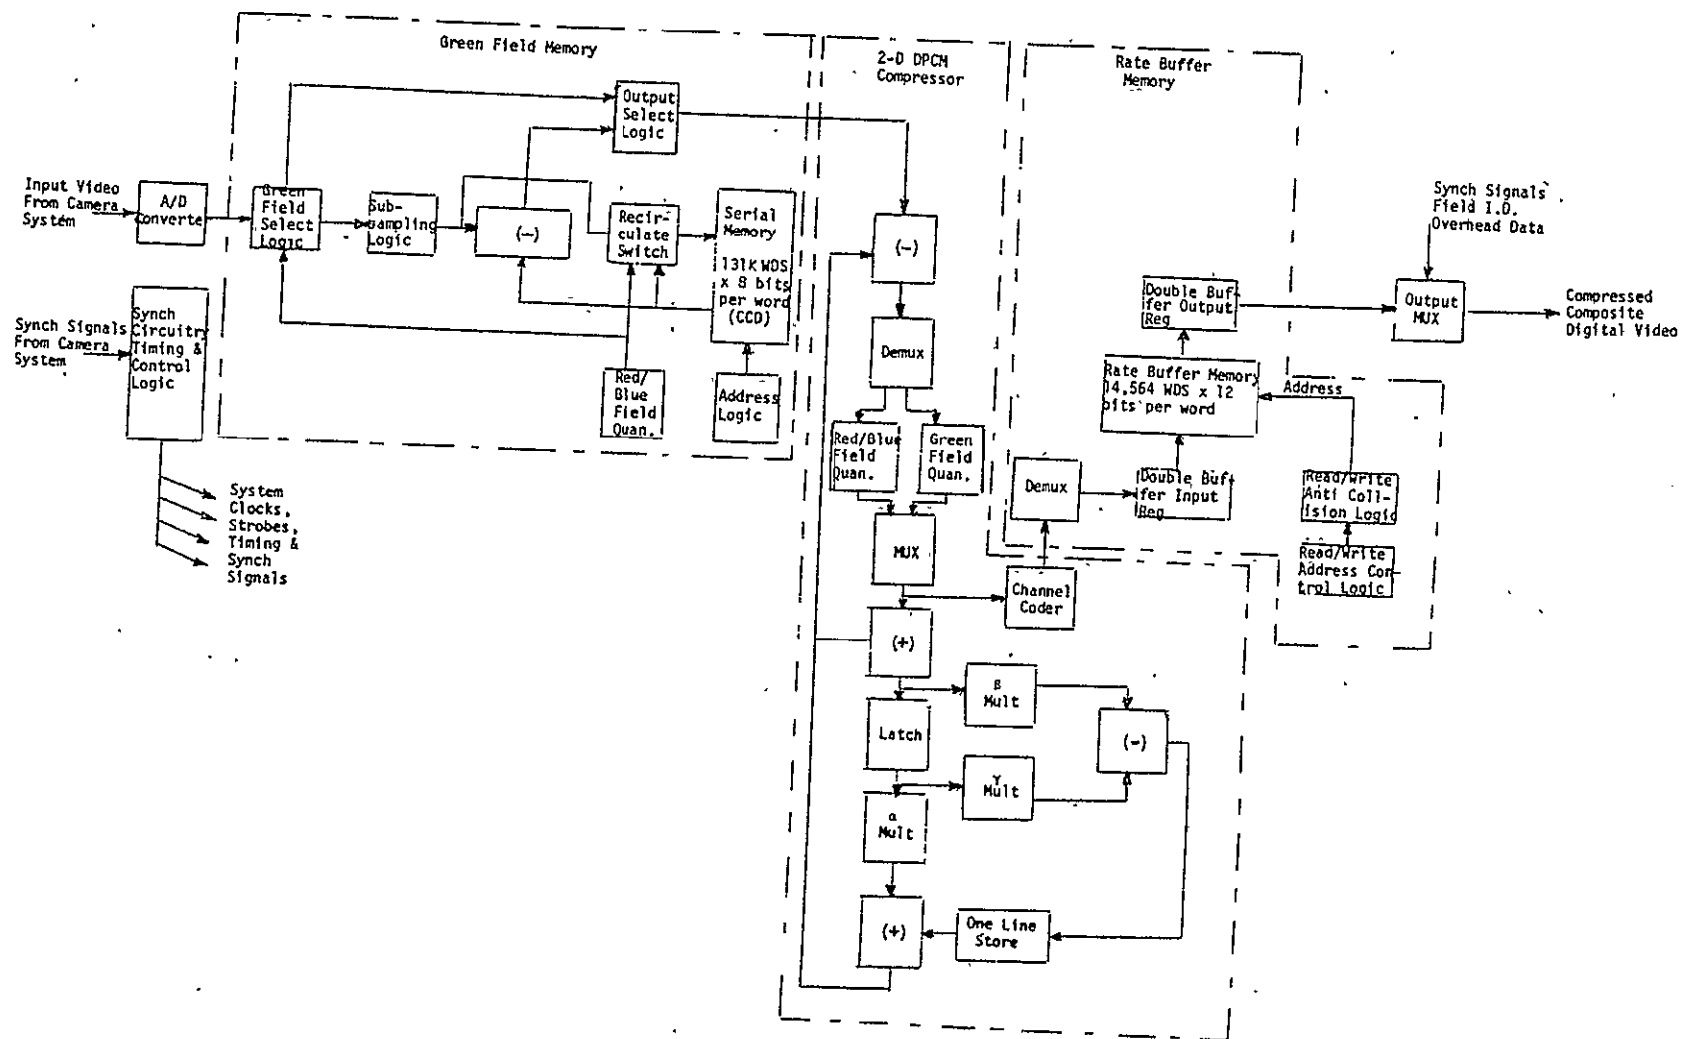 Green Field Memory
2-D DPCM
Compressor
Rate Buffer
Memory
Input Video
From Camera
System
A/D
Converte
Green
Field
Select
Logic
Sub-
sampling
Logic
(-)
Output
Select
Logic
Recir-
culate
Switch
Serial
Memory
131K WDS
x 8 bits
per word
(CCD)
Address
Logic
Red/
Blue
Field
Quan.
Synch Signals
From Camera
System
Synch
Circuitry
Timing &
Control
Logic
System
Clocks,
Strobes,
Timing &
Synch
Signals
(-)
Demux
Red/Blue
Field
Quan.
Green
Field
Quan.
MUX
Channel
Coder
(+)
β
Mult
Latch
γ
Mult
(-)
α
Mult
(+)
One Line
Store
Demux
Double Buf-
fer Input
Reg
Rate Buffer Memory
14,564 WDS x 12
bits per word
Double Buf-
fer Output
Reg
Address
Read/Write
Anti Coll-
ision Logic
Read/Write
Address Con-
trol Logic
Synch Signals
Field I.D.
Overhead Data
Output
MUX
Compressed
Composite
Digital Video